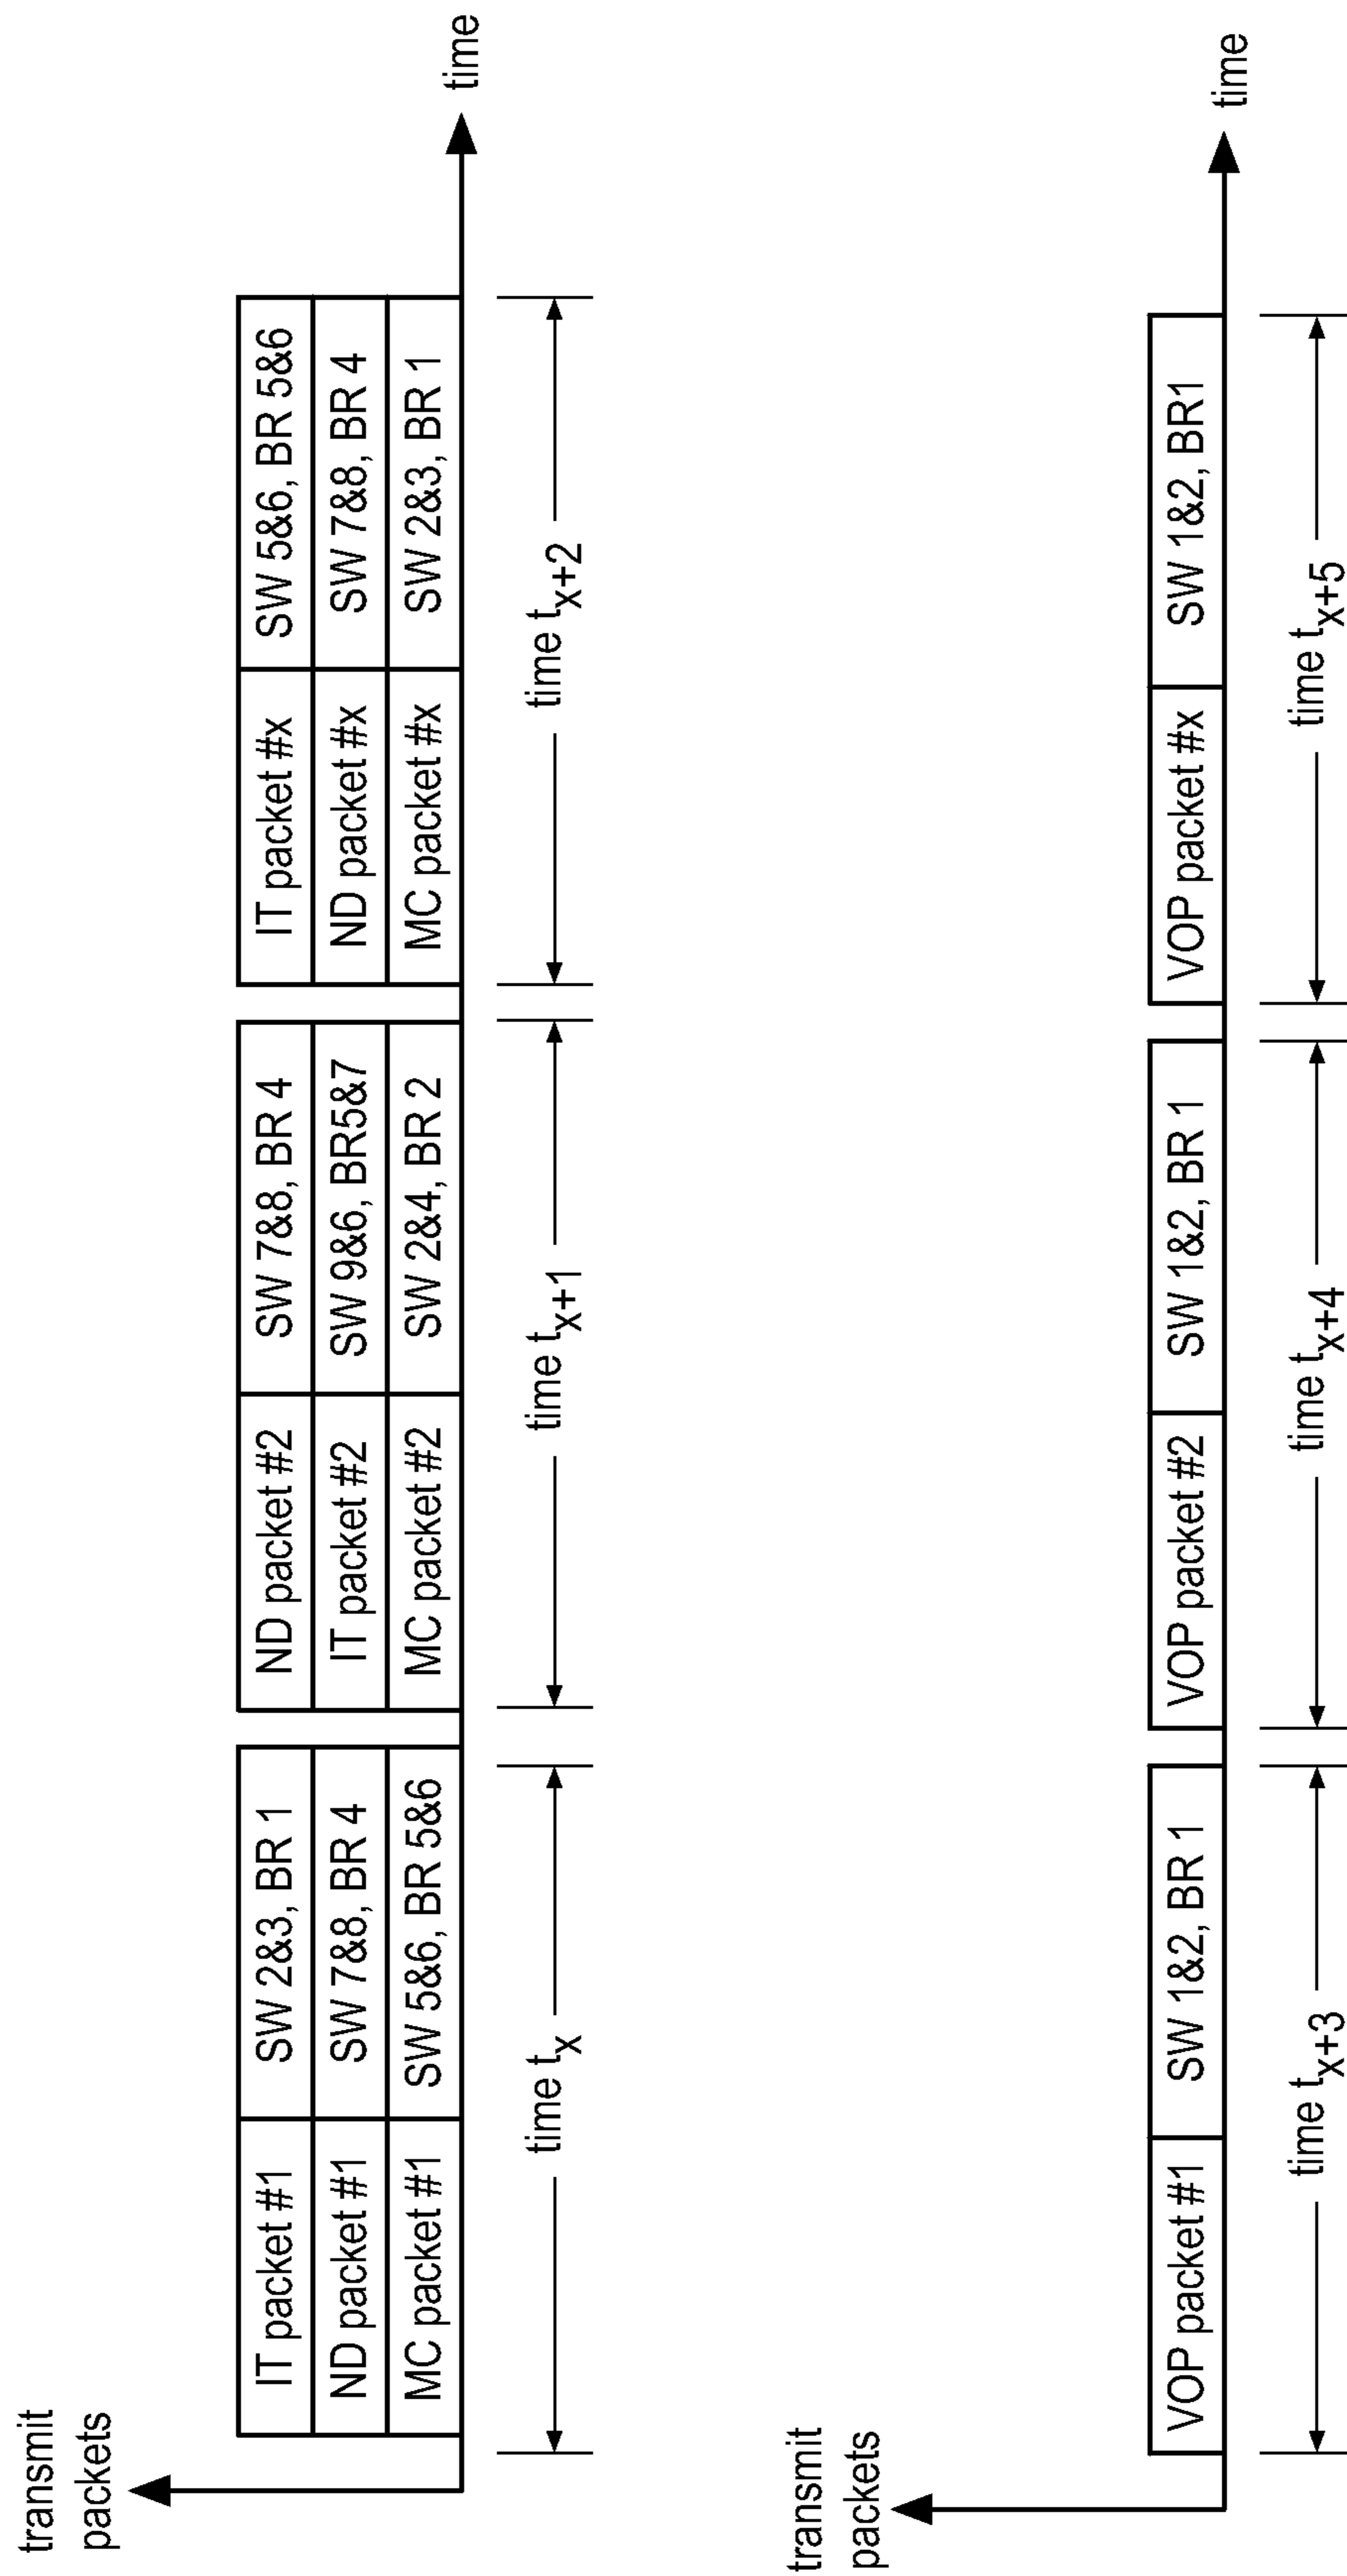 transmit
packets
IT packet #1
SW 2&3, BR 1
ND packet #1
SW 7&8, BR 4
MC packet #1
SW 5&6, BR 5&6
time tx
ND packet #2
SW 7&8, BR 4
IT packet #2
SW 9&6, BR5&7
MC packet #2
SW 2&4, BR 2
time tx+1
IT packet #x
SW 5&6, BR 5&6
ND packet #x
SW 7&8, BR 4
MC packet #x
SW 2&3, BR 1
time tx+2
time
transmit
packets
VOP packet #1
SW 1&2, BR 1
time tx+3
VOP packet #2
SW 1&2, BR 1
time tx+4
VOP packet #x
SW 1&2, BR1
time tx+5
time